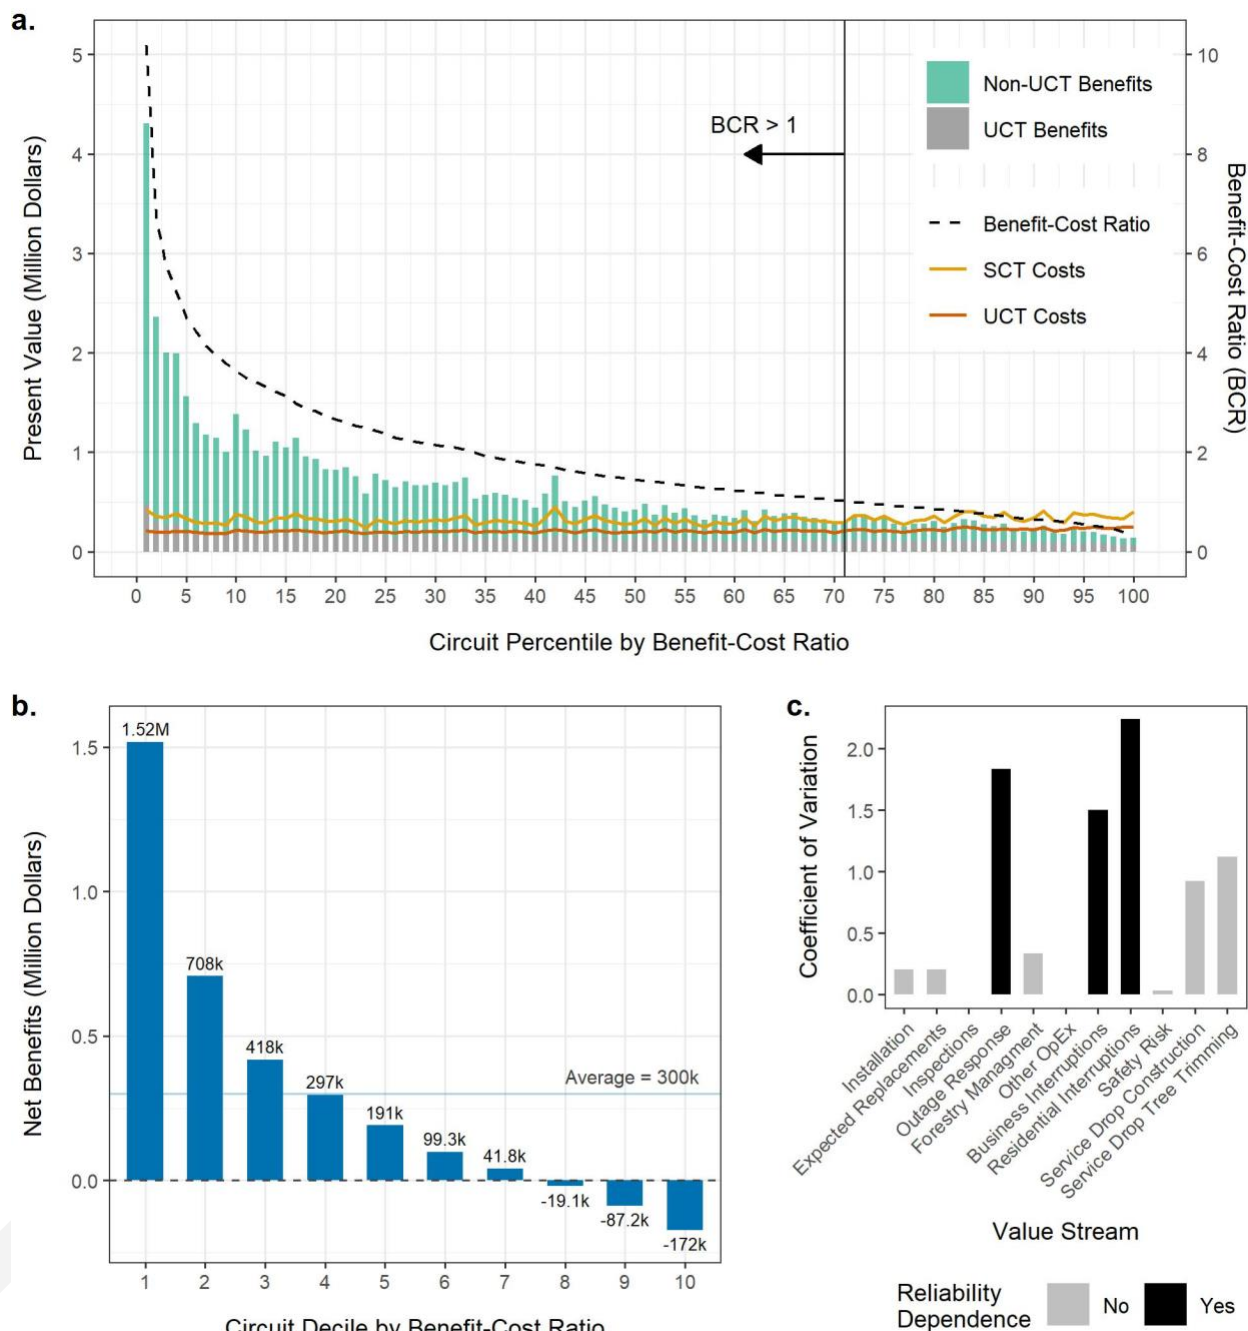 a.
5
4
3
2
1
0
Present Value (Million Dollars)
10
8
6
4
2
0
Benefit-Cost Ratio (BCR)
BCR > 1
Non-UCT Benefits
UCT Benefits
Benefit-Cost Ratio
SCT Costs
UCT Costs
0 5 10 15 20 25 30 35 40 45 50 55 60 65 70 75 80 85 90 95 100
Circuit Percentile by Benefit-Cost Ratio
b.
Net Benefits (Million Dollars)
1.5
1.0
0.5
0.0
1.52M
708k
418k
297k
191k
99.3k
41.8k
-19.1k
-87.2k
-172k
Average = 300k
1 2 3 4 5 6 7 8 9 10
Circuit Decile by Benefit-Cost Ratio
c.
Coefficient of Variation
2.0
1.5
1.0
0.5
0.0
Installation
Expected Replacements
Inspections
Outage Response
Forestry Managment
Other OpEx
Business Interruptions
Residential Interruptions
Safety Risk
Service Drop Construction
Service Drop Tree Trimming
Value Stream
Reliability
Dependence
No
Yes